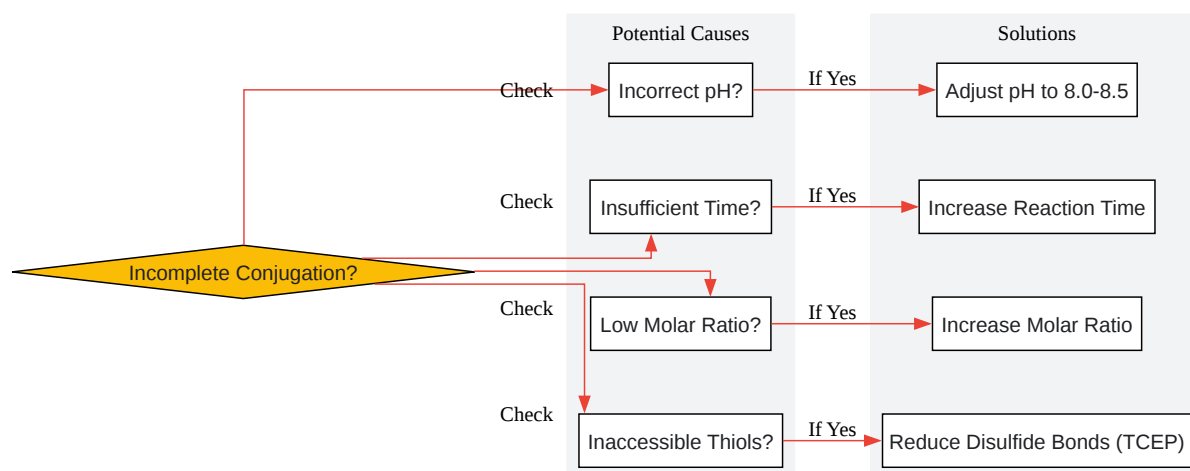 Potential Causes
Solutions
Check
Incorrect pH?
If Yes
Adjust pH to 8.0-8.5
Check
Insufficient Time?
If Yes
Increase Reaction Time
Incomplete Conjugation?
Check
Low Molar Ratio?
If Yes
Increase Molar Ratio
Check
Inaccessible Thiols?
If Yes
Reduce Disulfide Bonds (TCEP)